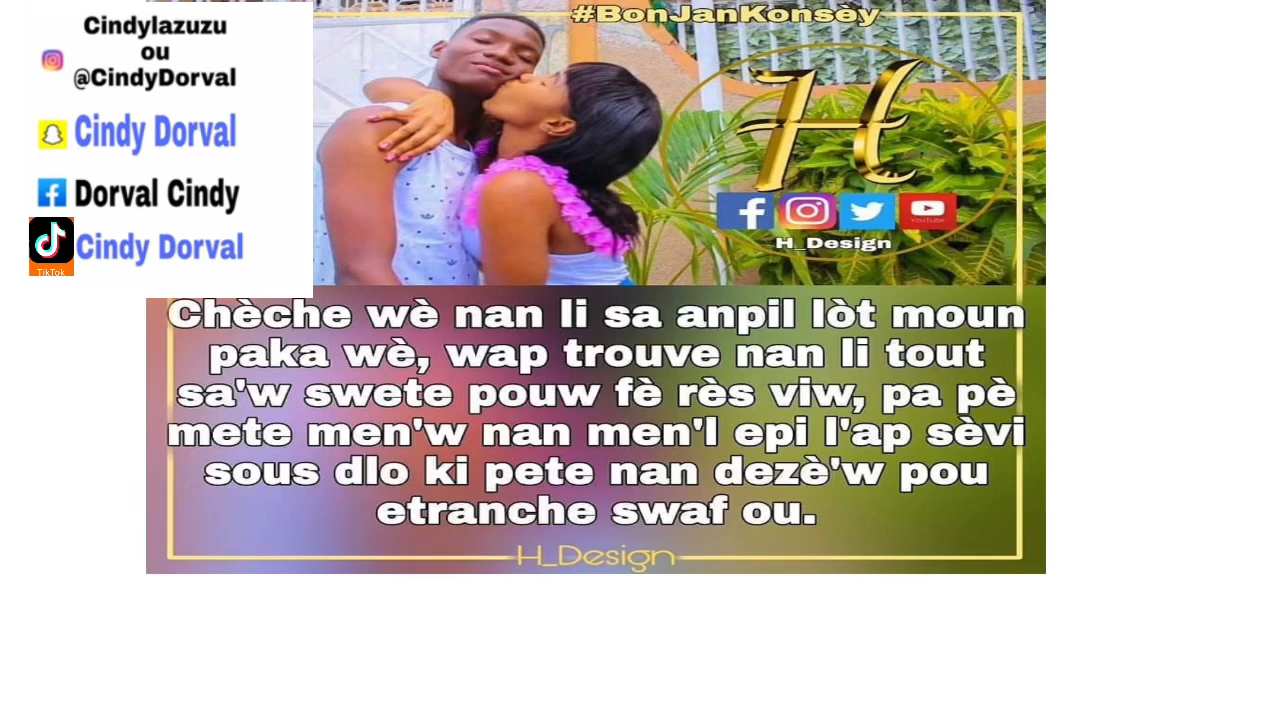 Cindylazuzu
ou
@CindyDorval
Cindy Dorval
Dorval Cindy
TikTok
Cindy Dorval
#BonJanKonsèy
H
YouTube
H_Design
Chèche wè nan li sa anpil lòt moun
paka wè, wap trouve nan li tout
sa'w swete pouw fè rès viw, pa pè
mete men'w nan men'l epi l'ap sèvi
sous dlo ki pete nan dezè'w pou
etranche swaf ou.
H_Design